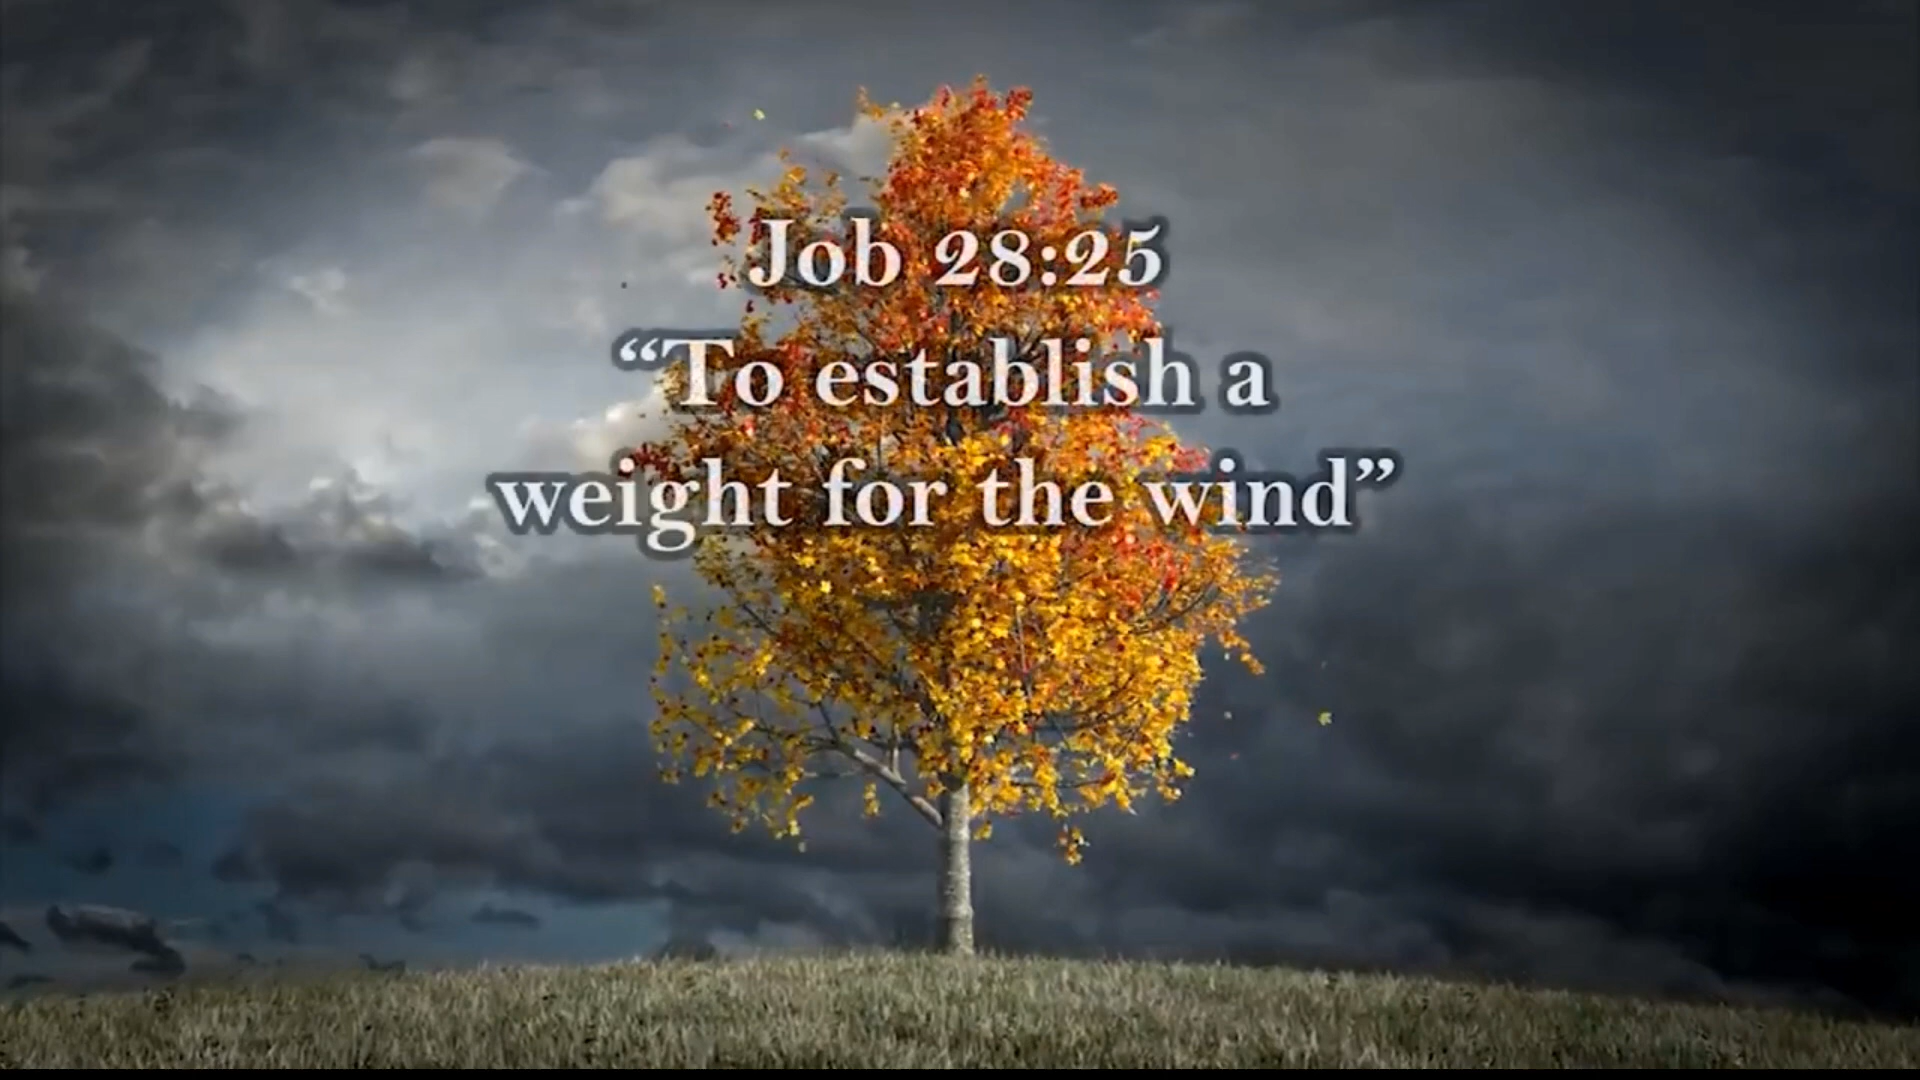 Job 28:25
“To establish a
weight for the wind”